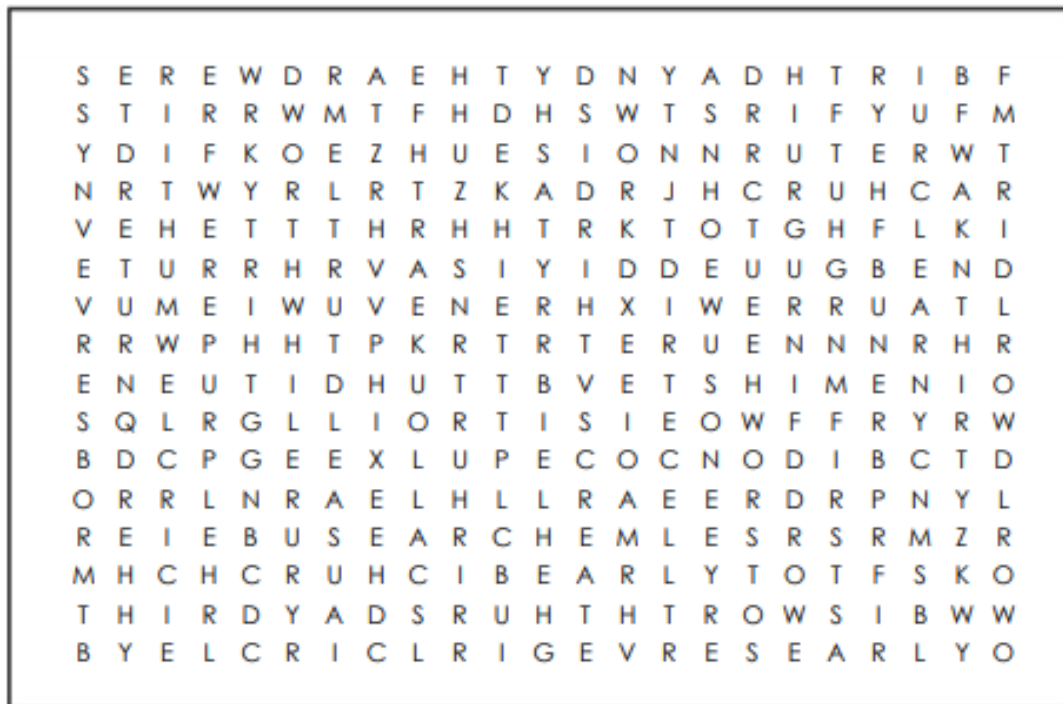 S E R E W D R A E H T Y D N Y A D H T R I B F
S T I R R W M T F H D H S W T S R I F Y U F M
Y D I F K O E Z H U E S I O N N R U T E R W T
N R T W Y R L R T Z K A D R J H C R U H C A R
V E H E T T T H R H H T R K T O T G H F L K I
E T U R R H R V A S I Y I D D E U U G B E N D
V U M E I W U V E N E R H X I W E R R U A T L
R R W P H H T P K R T R T E R U E N N N R H R
E N E U T I D H U T T B V E T S H I M E N I O
S Q L R G L L I O R T I S I E O W F F R Y R W
B D C P G E E X L U P E C O C N O D I B C T D
O R R L N R A E L H L L R A E E R D R P N Y L
R E I E B U S E A R C H E M L E S R S R M Z R
M H C H C R U H C I B E A R L Y T O T F S K O
T H I R D Y A D S R U H T H T R O W S I B W W
B Y E L C R I C L R I G E V R E S E A R L Y O